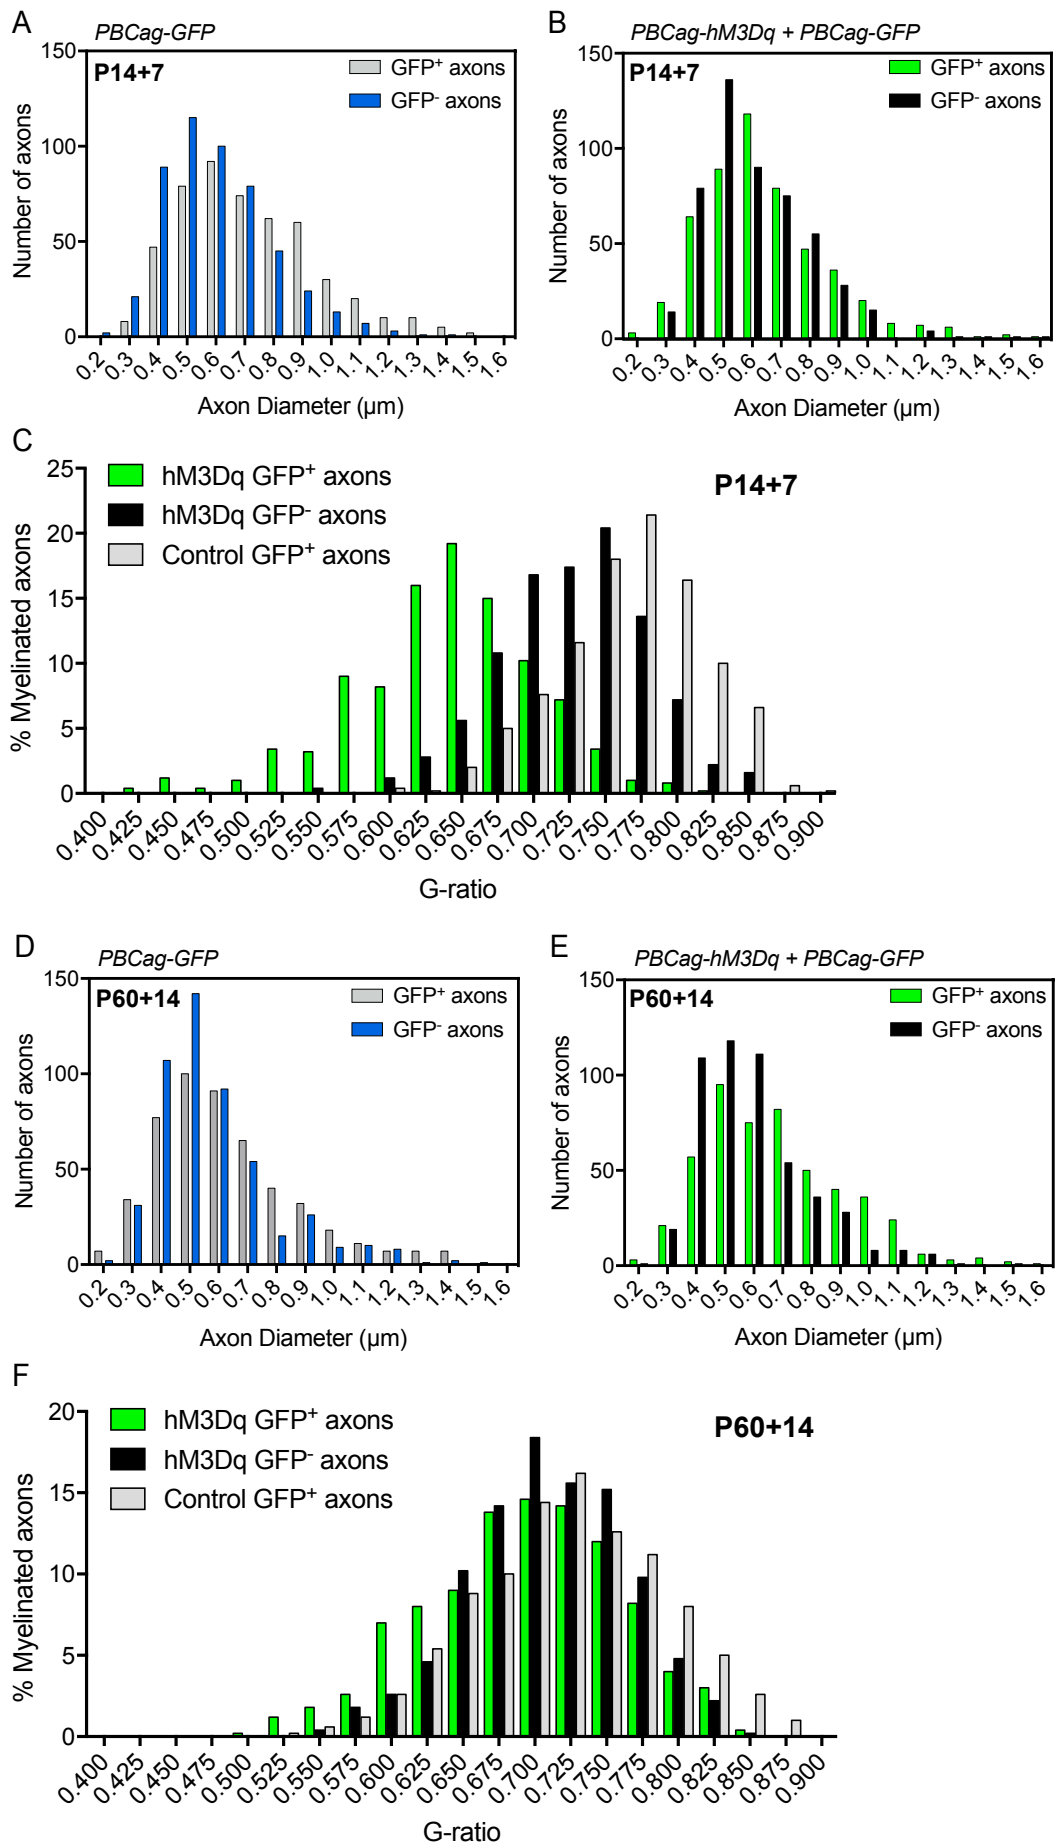 A
PBCag-GFP
P14+7
GFP+ axons
GFP- axons
150
100
50
0
Number of axons
0.2 0.3 0.4 0.5 0.6 0.7 0.8 0.9 1.0 1.1 1.2 1.3 1.4 1.5 1.6
Axon Diameter (µm)
B
PBCag-hM3Dq + PBCag-GFP
P14+7
GFP+ axons
GFP- axons
150
100
50
0
Number of axons
0.2 0.3 0.4 0.5 0.6 0.7 0.8 0.9 1.0 1.1 1.2 1.3 1.4 1.5 1.6
Axon Diameter (µm)
C
hM3Dq GFP+ axons
hM3Dq GFP- axons
Control GFP+ axons
P14+7
25
20
15
10
5
0
% Myelinated axons
0.400 0.425 0.450 0.475 0.500 0.525 0.550 0.575 0.600 0.625 0.650 0.675 0.700 0.725 0.750 0.775 0.800 0.825 0.850 0.875 0.900
G-ratio
D
PBCag-GFP
P60+14
GFP+ axons
GFP- axons
150
100
50
0
Number of axons
0.2 0.3 0.4 0.5 0.6 0.7 0.8 0.9 1.0 1.1 1.2 1.3 1.4 1.5 1.6
Axon Diameter (µm)
E
PBCag-hM3Dq + PBCag-GFP
P60+14
GFP+ axons
GFP- axons
150
100
50
0
Number of axons
0.2 0.3 0.4 0.5 0.6 0.7 0.8 0.9 1.0 1.1 1.2 1.3 1.4 1.5 1.6
Axon Diameter (µm)
F
hM3Dq GFP+ axons
hM3Dq GFP- axons
Control GFP+ axons
P60+14
20
15
10
5
0
% Myelinated axons
0.400 0.425 0.450 0.475 0.500 0.525 0.550 0.575 0.600 0.625 0.650 0.675 0.700 0.725 0.750 0.775 0.800 0.825 0.850 0.875 0.900
G-ratio